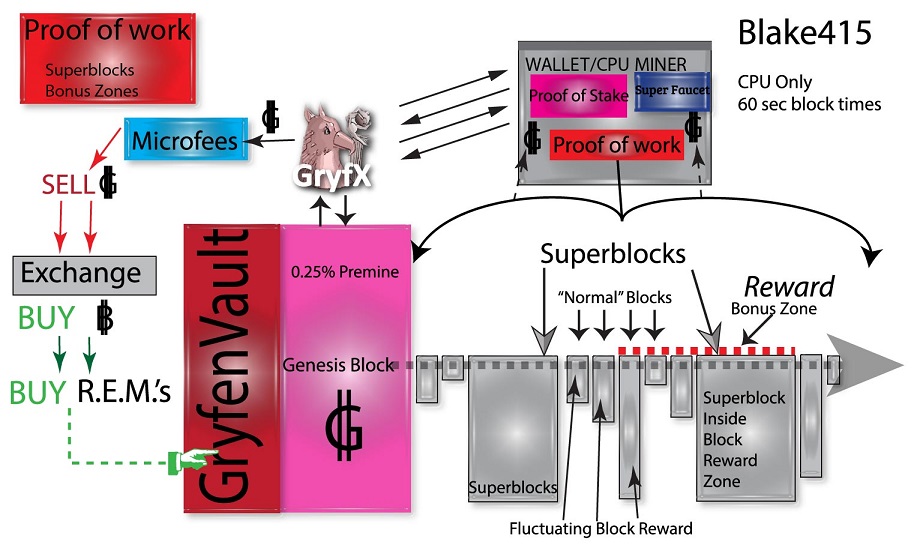 Proof of work
Superblocks
Bonus Zones
Microfees
SELL
Exchange
BUY
BUY R.E.M.'s
GryfX
WALLET/CPU MINER
Proof of Stake
Super Faucet
Proof of work
Blake415
CPU Only
60 sec block times
GryfenVault
0.25% Premine
Genesis Block
Superblocks
"Normal" Blocks
Reward
Bonus Zone
Superblocks
Superblock
Inside
Block
Reward
Zone
Fluctuating Block Reward